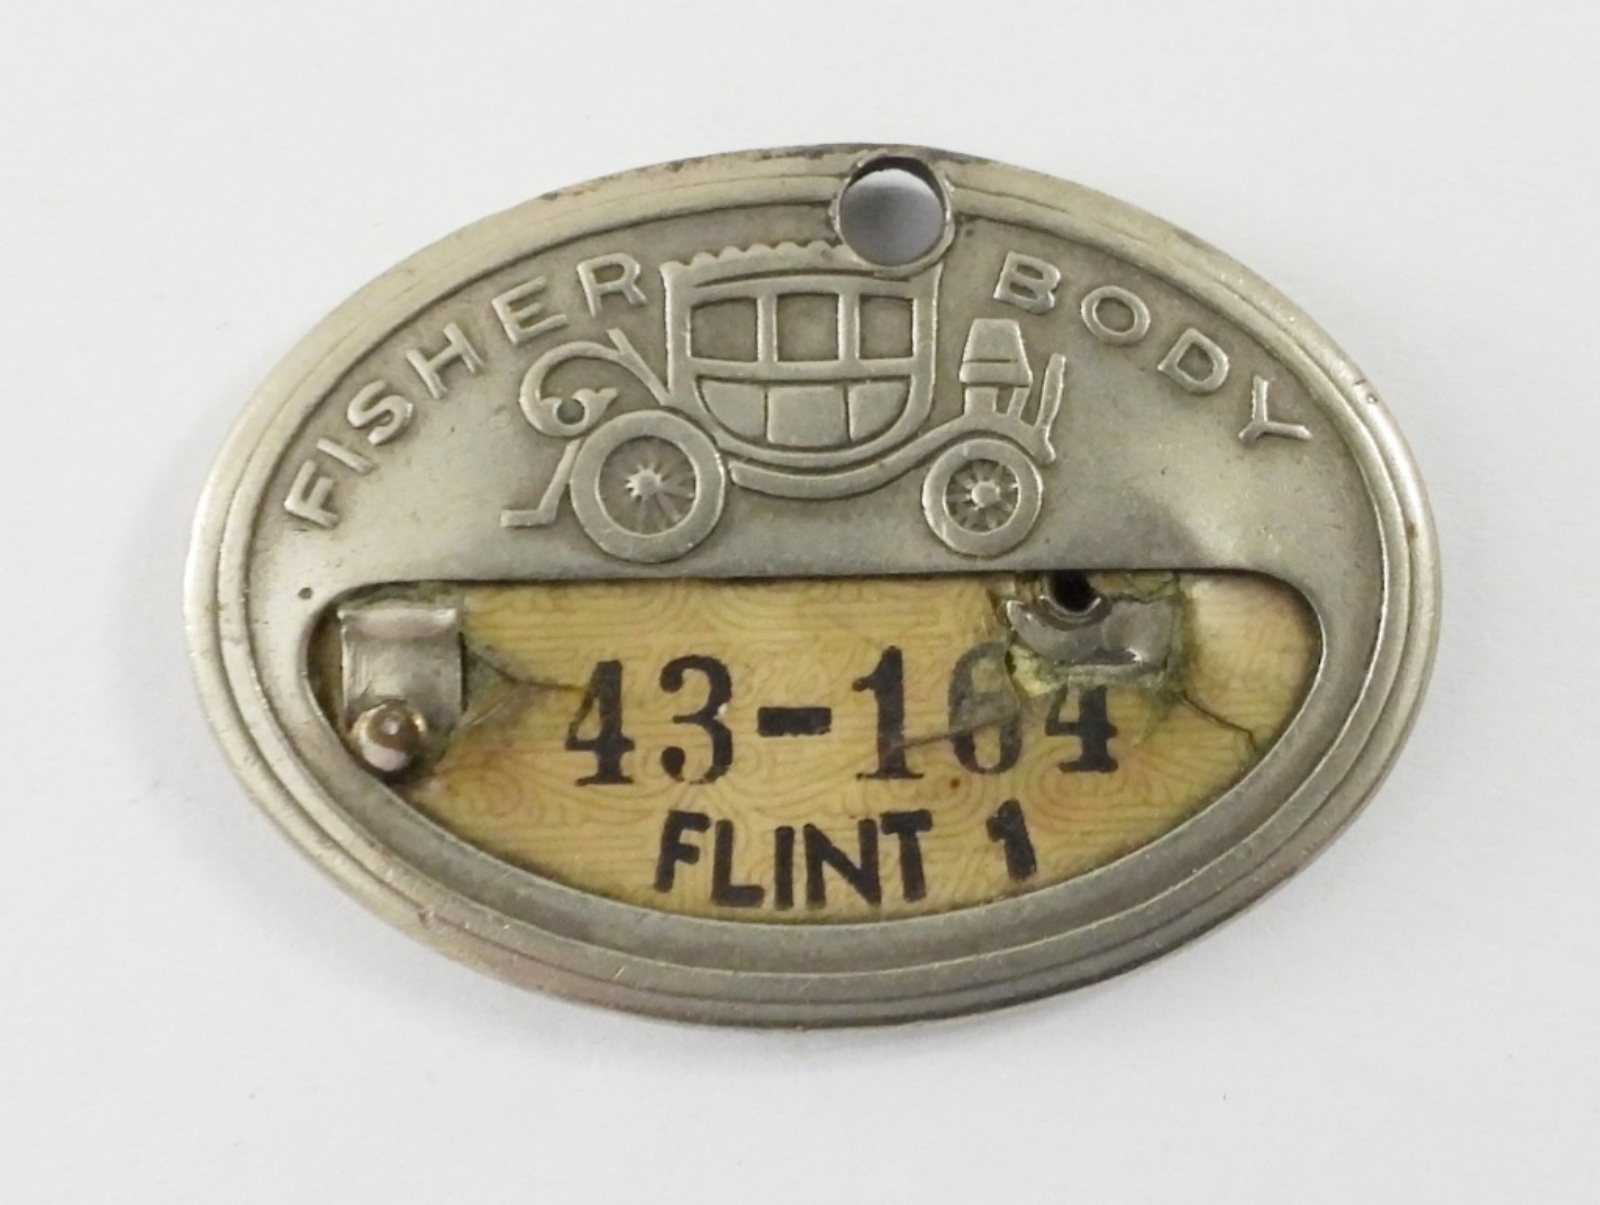 FISHER BODY
43-164
FLINT 1